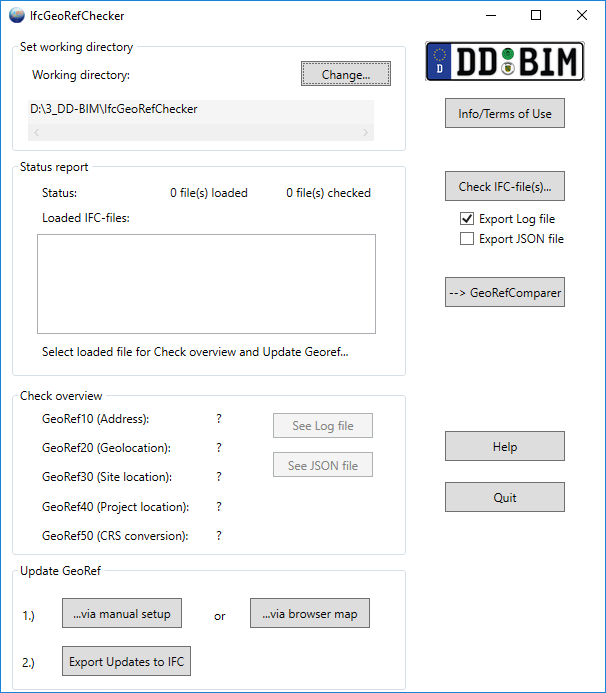 IfcGeoRefChecker
Set working directory
Working directory:
Change...
D:\3_DD-BIM\IfcGeoRefChecker
D DD BIM
Info/Terms of Use
Status report
Status: 0 file(s) loaded 0 file(s) checked
Loaded IFC-files:
Select loaded file for Check overview and Update Georef...
Check IFC-file(s)...
Export Log file
Export JSON file
--> GeoRefComparer
Check overview
GeoRef10 (Address): ?
GeoRef20 (Geolocation): ?
GeoRef30 (Site location): ?
GeoRef40 (Project location): ?
GeoRef50 (CRS conversion): ?
See Log file
See JSON file
Help
Quit
Update GeoRef
1.) ...via manual setup or ...via browser map
2.) Export Updates to IFC